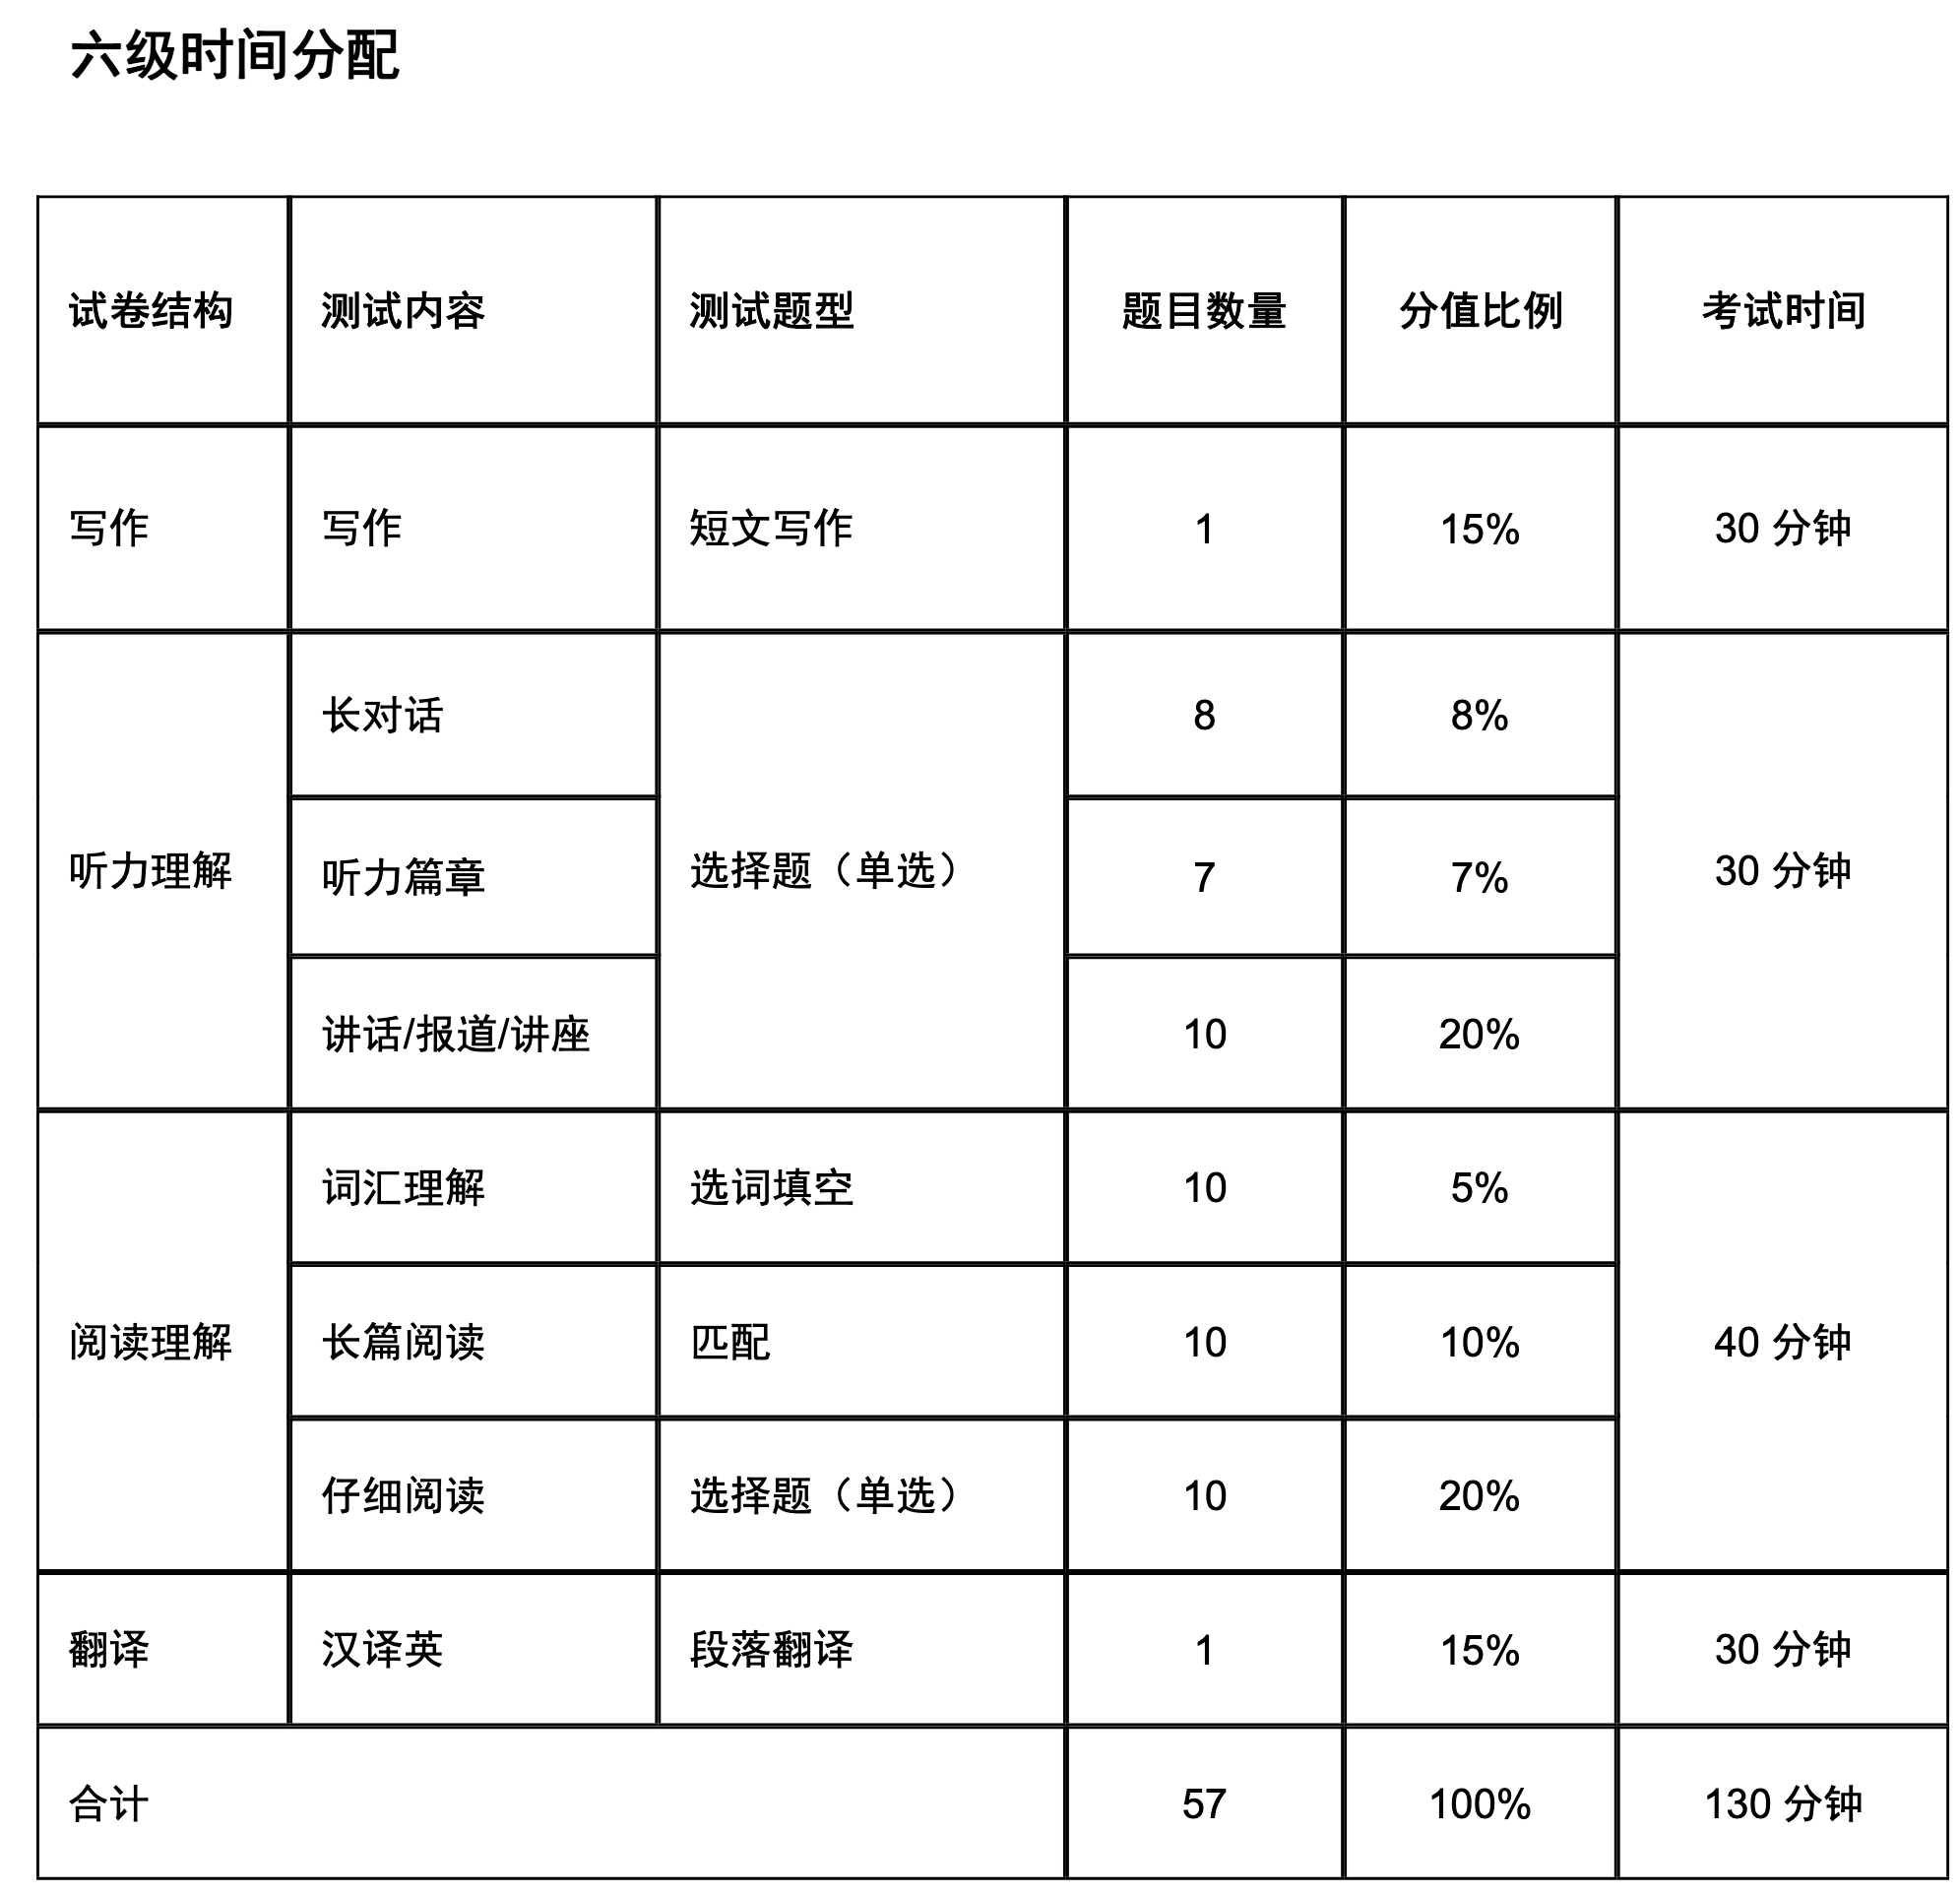 六级时间分配
试卷结构 测试内容 测试题型 题目数量 分值比例 考试时间
写作 写作 短文写作 1 15% 30 分钟
长对话 8 8%
听力理解 听力篇章 选择题（单选） 7 7% 30 分钟
讲话/报道/讲座 10 20%
词汇理解 选词填空 10 5%
阅读理解 长篇阅读 匹配 10 10% 40 分钟
仔细阅读 选择题（单选） 10 20%
翻译 汉译英 段落翻译 1 15% 30 分钟
合计 57 100% 130 分钟